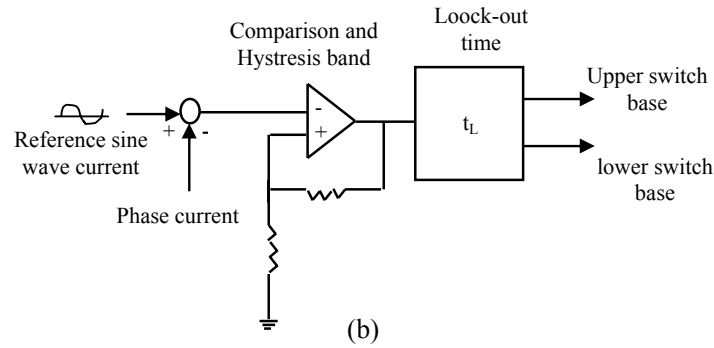 Comparison and
Hystresis band
Loock-out
time
Upper switch
base
-
+
t_L
+
-
Reference sine
wave current
lower switch
base
Phase current
(b)